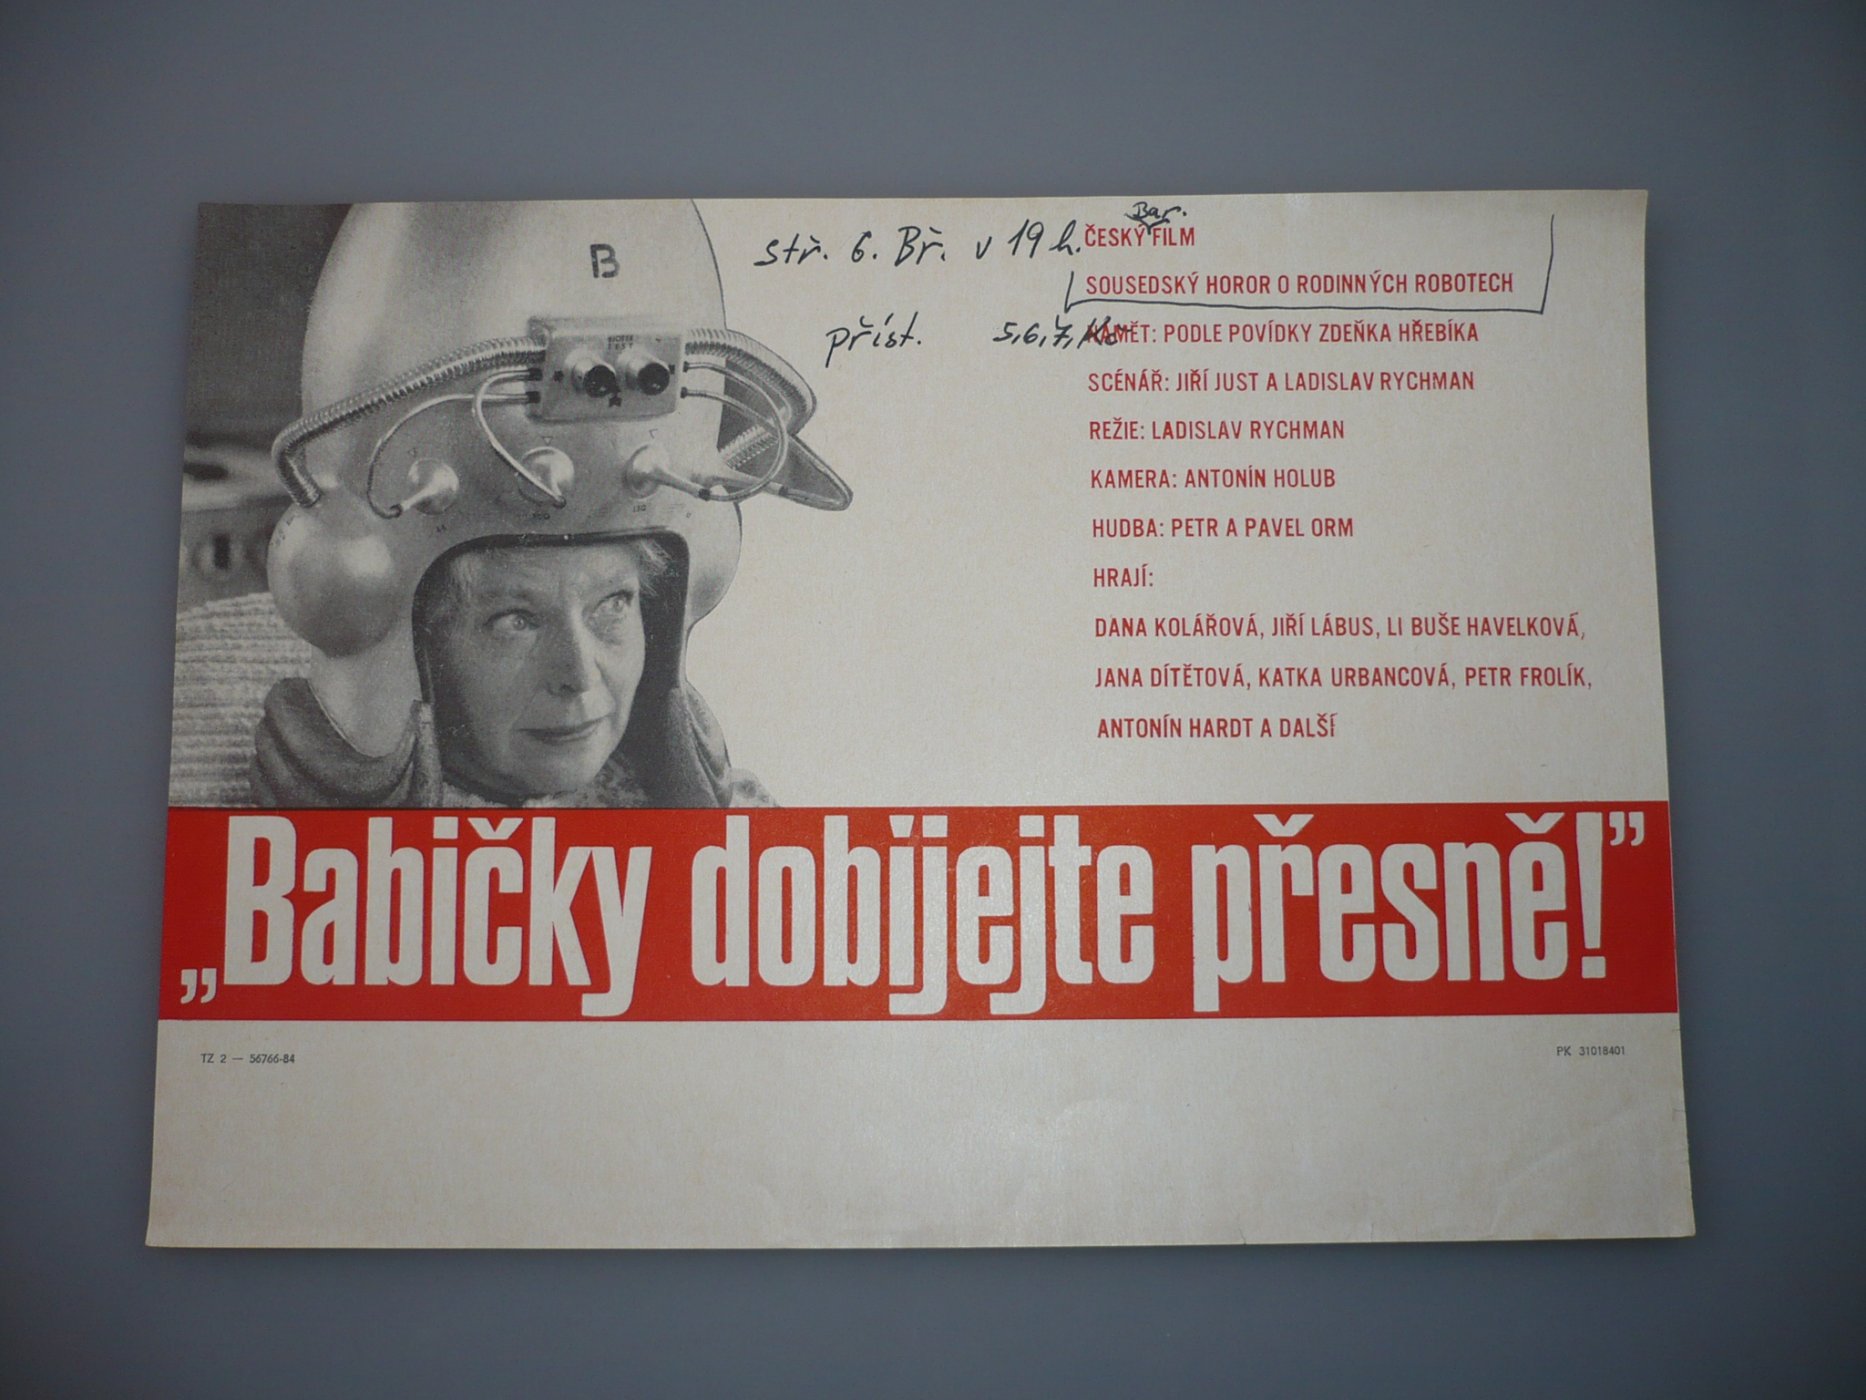 Bar.
stř. 6. Bř. v 19 h. ČESKÝ FILM
SOUSEDSKÝ HOROR O RODINNÝCH ROBOTECH
příst. 5,6,7, Kč
NÁMĚT: PODLE POVÍDKY ZDEŇKA HŘEBÍKA
SCÉNÁŘ: JIŘÍ JUST A LADISLAV RYCHMAN
REŽIE: LADISLAV RYCHMAN
KAMERA: ANTONÍN HOLUB
HUDBA: PETR A PAVEL ORM
HRAJÍ:
DANA KOLÁŘOVÁ, JIŘÍ LÁBUS, LI BUŠE HAVELKOVÁ,
JANA DÍTĚTOVÁ, KATKA URBANCOVÁ, PETR FROLÍK,
ANTONÍN HARDT A DALŠÍ
B
„Babičky dobíjejte přesně!”
TZ 2 — 56766-84
PK 31018401